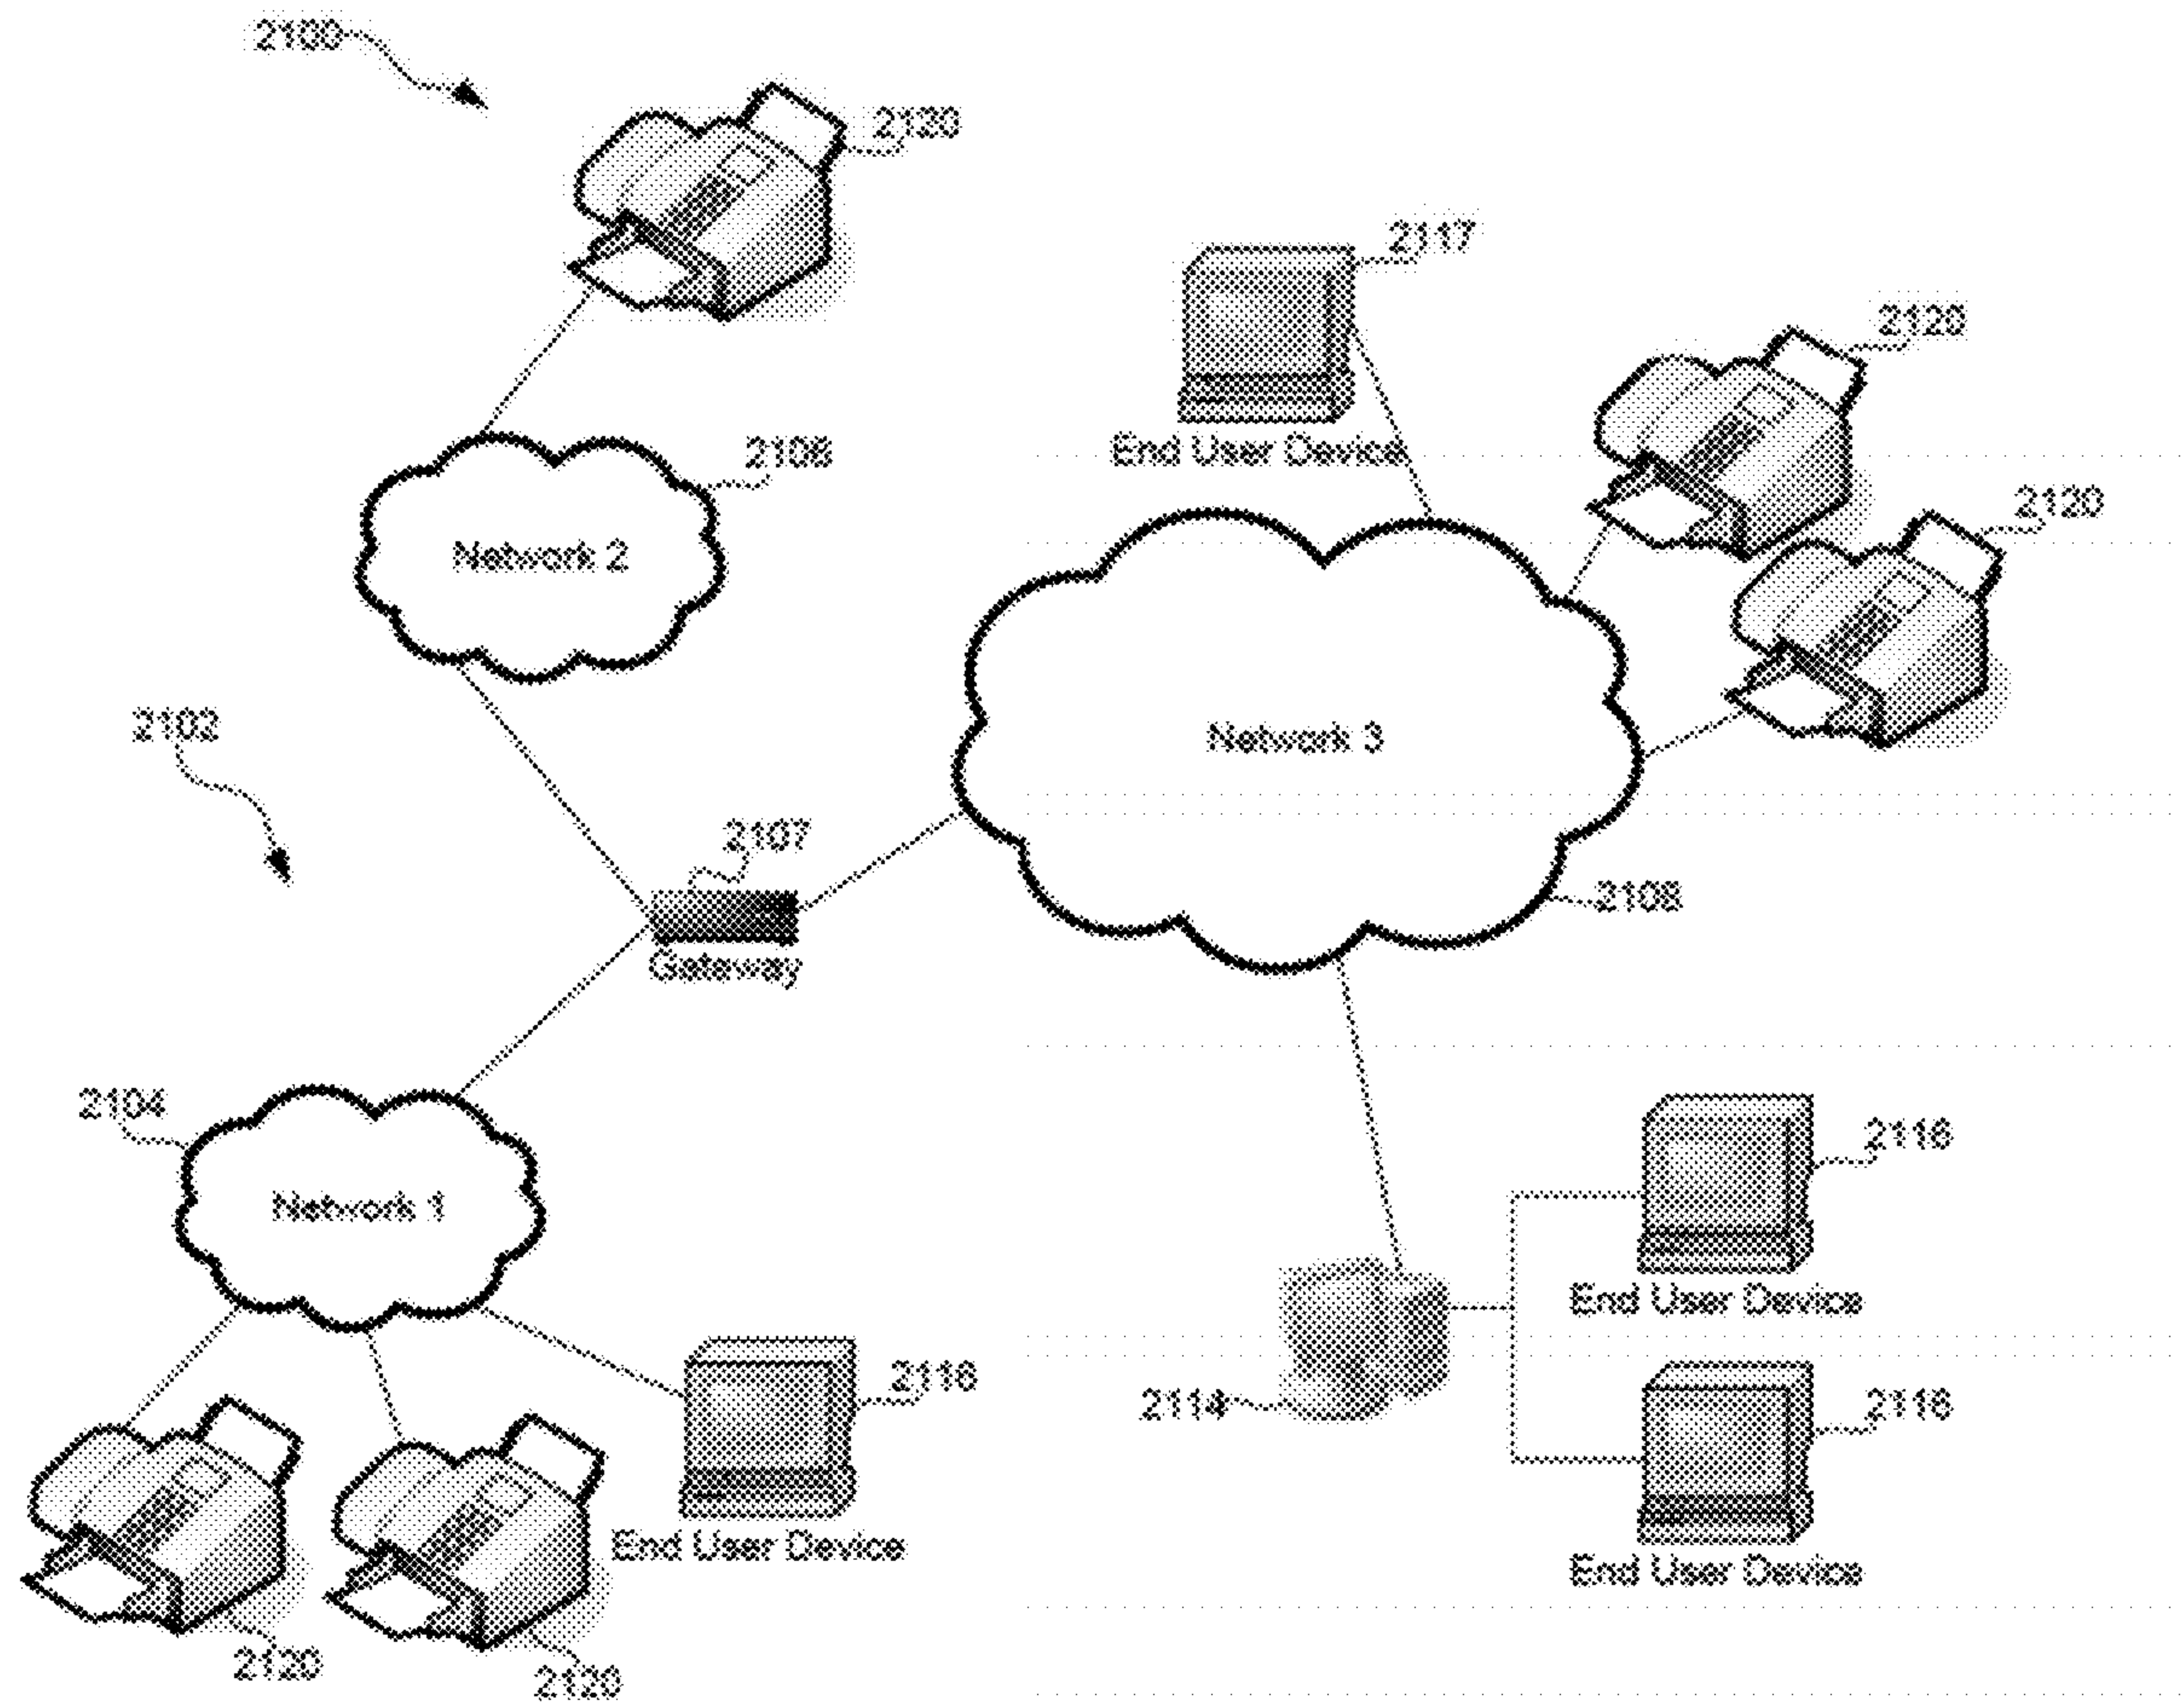 2100
2120
2117
End User Device
2120
2120
2106
Network 2
Network 3
2102
2107
Gateway
2108
2104
Network 1
2116
End User Device
2116
End User Device
2114
2116
End User Device
2120
2120